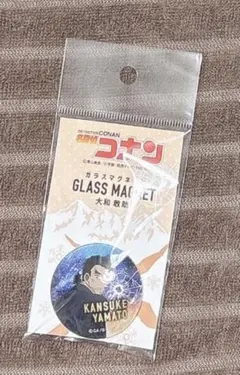 DETECTIVE CONAN
名探偵
コナン
ガラスマグネ
GLASS MAGNET
大和 敢助
KANSUKE
YAMATO